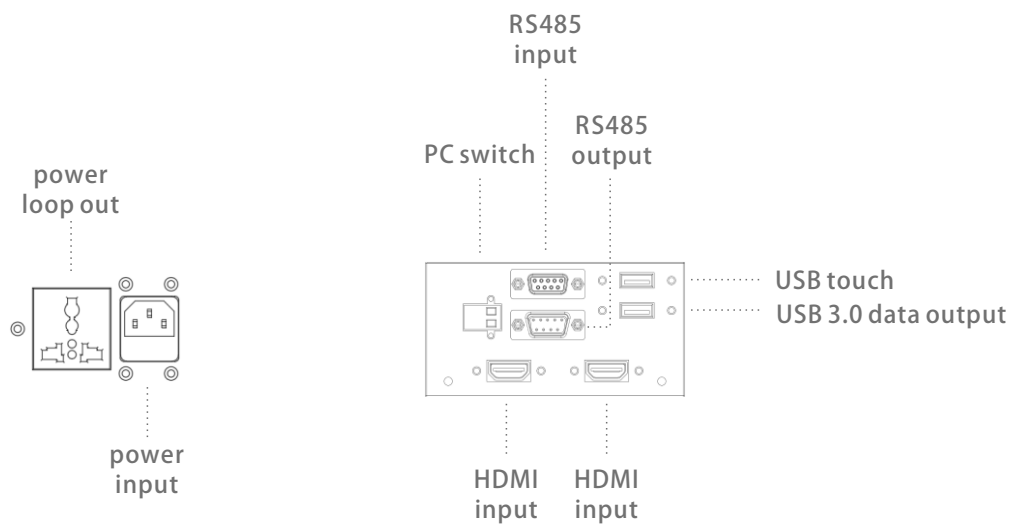 RS485
input
RS485
output
PC switch
power
loop out
USB touch
USB 3.0 data output
power
input
HDMI
input
HDMI
input